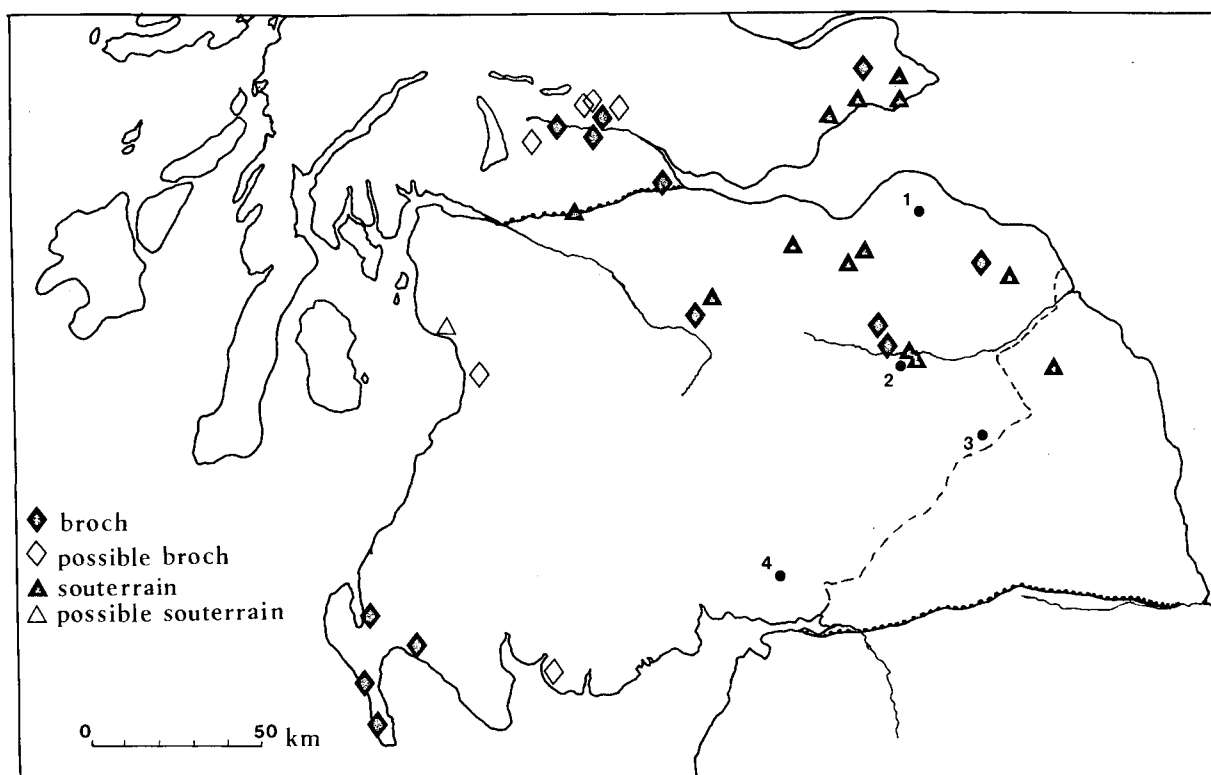 1
2
3
4
broch
possible broch
souterrain
possible souterrain
0 50 km